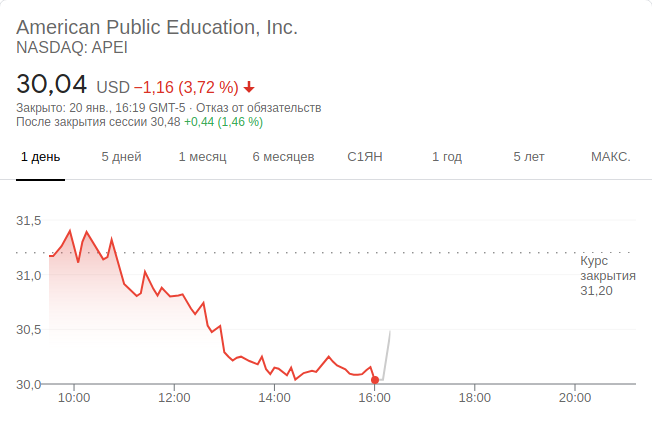 American Public Education, Inc.
NASDAQ: APEI
30,04 USD −1,16 (3,72 %)
Закрыто: 20 янв., 16:19 GMT-5 · Отказ от обязательств
После закрытия сессии 30,48 +0,44 (1,46 %)
1 день 5 дней 1 месяц 6 месяцев С1ЯН 1 год 5 лет МАКС.
31,5
31,0
30,5
30,0
Курс
закрытия
31,20
10:00 12:00 14:00 16:00 18:00 20:00